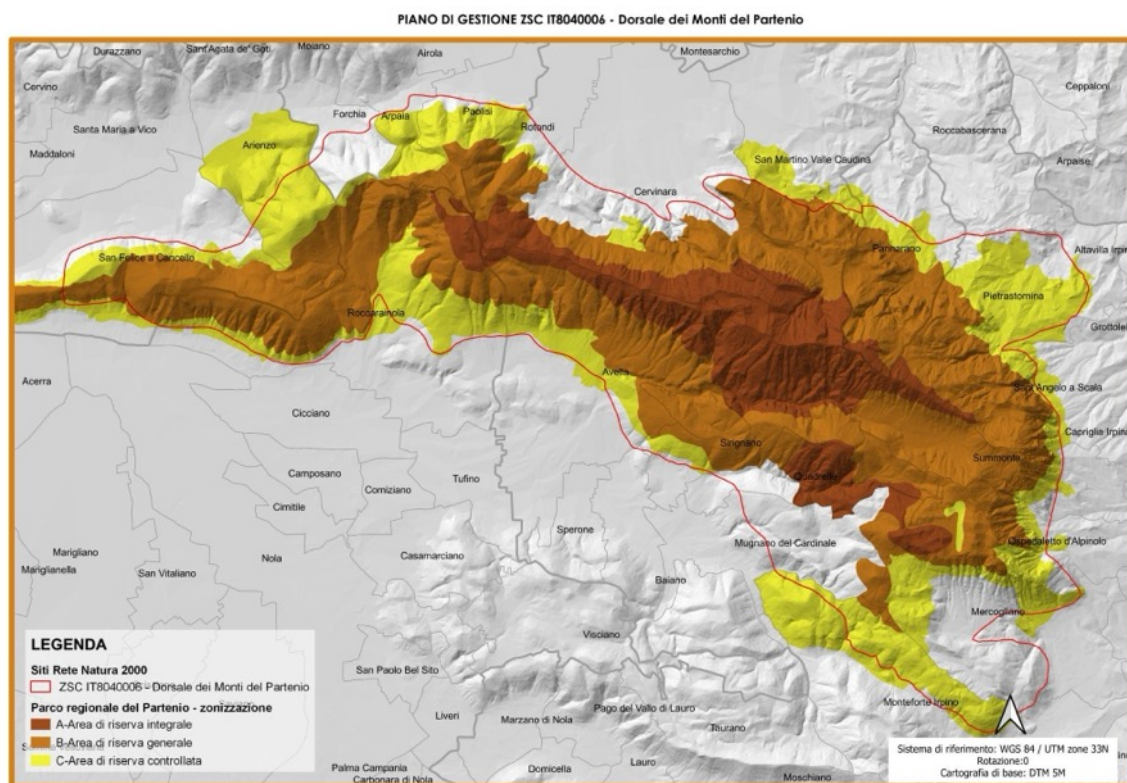 PIANO DI GESTIONE ZSC IT8040006 - Dorsale dei Monti del Partenio
Durazzano
Sant'Agata de' Goti
Moiano
Airola
Montesarchio
Cervino
Ceppaloni
Forchia
Arpaia
Paolisi
Rotondi
Santa Maria a Vico
Roccabascerana
Maddaloni
Arienzo
San Martino Valle Caudina
Arpaise
Cervinara
San Felice a Cancello
Pannarano
Altavilla Irpin
Pietrastornina
Roccarainola
Grottolel
Acerra
Avella
Sant'Angelo a Scala
Cicciano
Capriglia Irpina
Sirignano
Summonte
Camposano
Tufino
Quadrelle
Comiziano
Cimitile
Sperone
Mugnano del Cardinale
Ospedaletto d'Alpinolo
Marigliano
Nola
Casamarciano
Mariglianella
San Vitaliano
Baiano
Mercogliano
Visciano
LEGENDA
San Paolo Bel Sito
Siti Rete Natura 2000
ZSC IT8040006 - Dorsale dei Monti del Partenio
Monteforte Irpino
Parco regionale del Partenio - zonizzazione
Liveri
Marzano di Nola
Pago del Vallo di Lauro
Taurano
A-Area di riserva integrale
B-Area di riserva generale
C-Area di riserva controllata
Palma Campania
Carbonara di Nola
Domicella
Lauro
Moschiano
Sistema di riferimento: WGS 84 / UTM zone 33N
Rotazione:0
Cartografia di base: DTM 5M